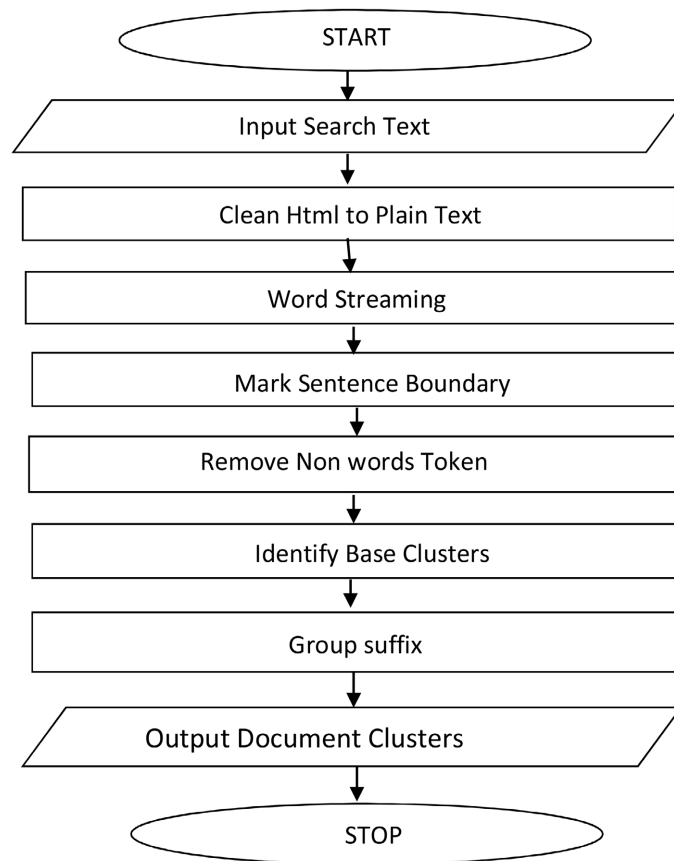 START
Input Search Text
Clean Html to Plain Text
Word Streaming
Mark Sentence Boundary
Remove Non words Token
Identify Base Clusters
Group suffix
Output Document Clusters
STOP